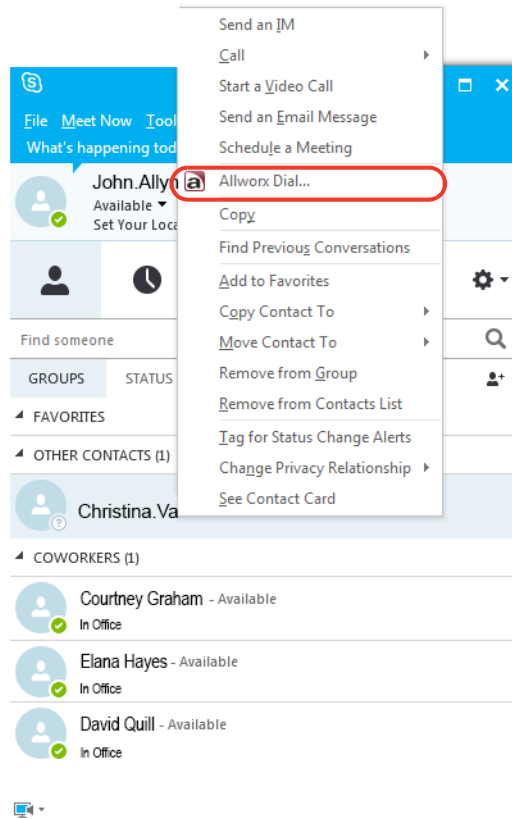 Send an IM
Call
Start a Video Call
Send an Email Message
Schedule a Meeting
Allworx Dial...
Copy
Find Previous Conversations
Add to Favorites
Copy Contact To
Move Contact To
Remove from Group
Remove from Contacts List
Tag for Status Change Alerts
Change Privacy Relationship
See Contact Card
File Meet Now Tool
What's happening tod
John.Allyn
Available
Set Your Loca
Find someone
GROUPS STATUS
FAVORITES
OTHER CONTACTS (1)
Christina.Va
COWORKERS (1)
Courtney Graham - Available
In Office
Elana Hayes - Available
In Office
David Quill - Available
In Office